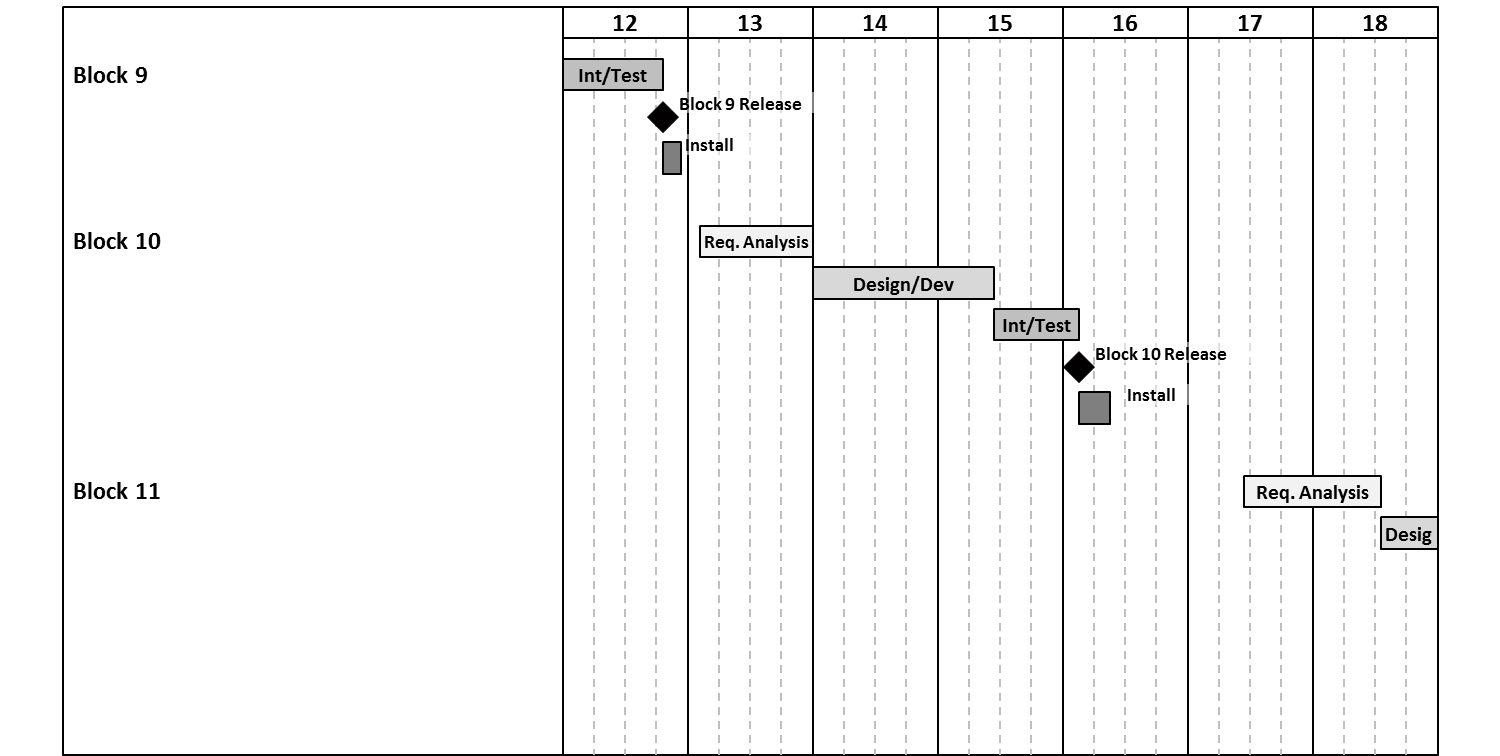 12 13 14 15 16 17 18
Block 9
Int/Test
Block 9 Release
Install
Block 10
Req. Analysis
Design/Dev
Int/Test
Block 10 Release
Install
Block 11
Req. Analysis
Desig